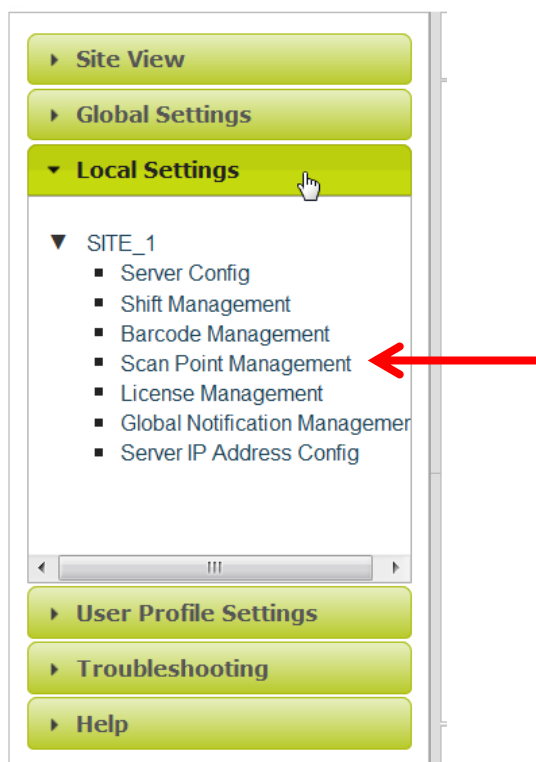 Site View
Global Settings
Local Settings
SITE_1
Server Config
Shift Management
Barcode Management
Scan Point Management
License Management
Global Notification Managemer
Server IP Address Config
User Profile Settings
Troubleshooting
Help